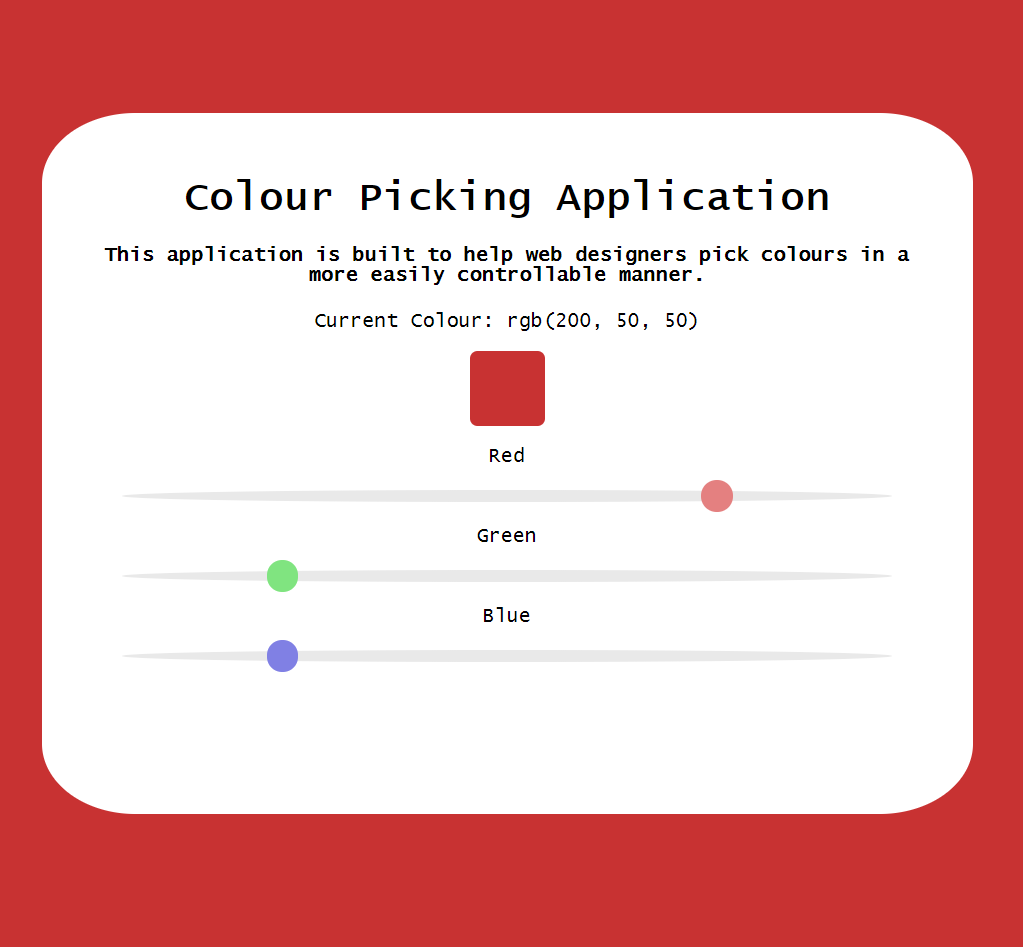 Colour Picking Application
This application is built to help web designers pick colours in a
more easily controllable manner.
Current Colour: rgb(200, 50, 50)
Red
Green
Blue